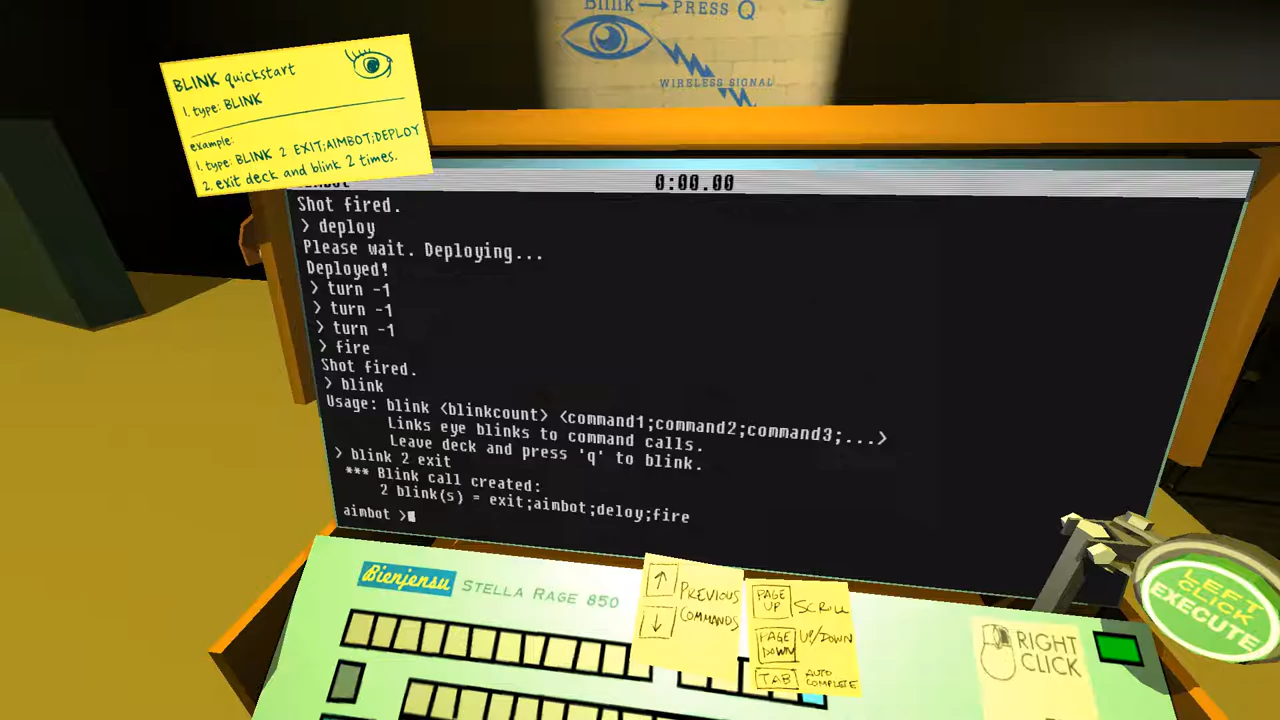 Blink → PRESS Q
WIRELESS SIGNAL
BLINK quickstart
1. type: BLINK
example:
1. type: BLINK 2 EXIT;AIMBOT;DEPLOY
2. exit deck and blink 2 times.
0:00.00
Shot fired.
> deploy
Please wait. Deploying...
Deployed!
> turn -1
> turn -1
> turn -1
> fire
Shot fired.
> blink
Usage: blink <blinkcount> <command1;command2;command3;...>
Links eye blinks to command calls.
Leave deck and press 'q' to blink.
> blink 2 exit
*** Blink call created:
2 blink(s) = exit;aimbot;deloy;fire
aimbot >
Bienjensu STELLA RAGE 850
↑ PREVIOUS
↓ COMMANDS
PAGE UP SCROLL
PAGE DOWN UP/DOWN
TAB AUTO COMPLETE
RIGHT
CLICK
LEFT
CLICK
EXECUTE